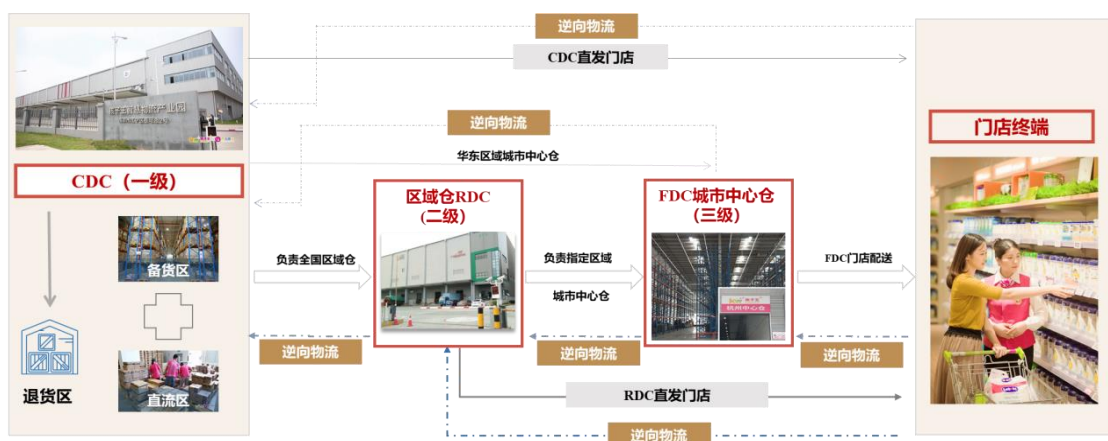 逆向物流
CDC直发门店
逆向物流
华东区域城市中心仓
门店终端
CDC（一级）
区域仓RDC
（二级）
FDC城市中心仓
（三级）
备货区
负责全国区域仓
负责指定区域
城市中心仓
FDC门店配送
杭州中心仓
逆向物流
逆向物流
逆向物流
退货区
直流区
RDC直发门店
逆向物流